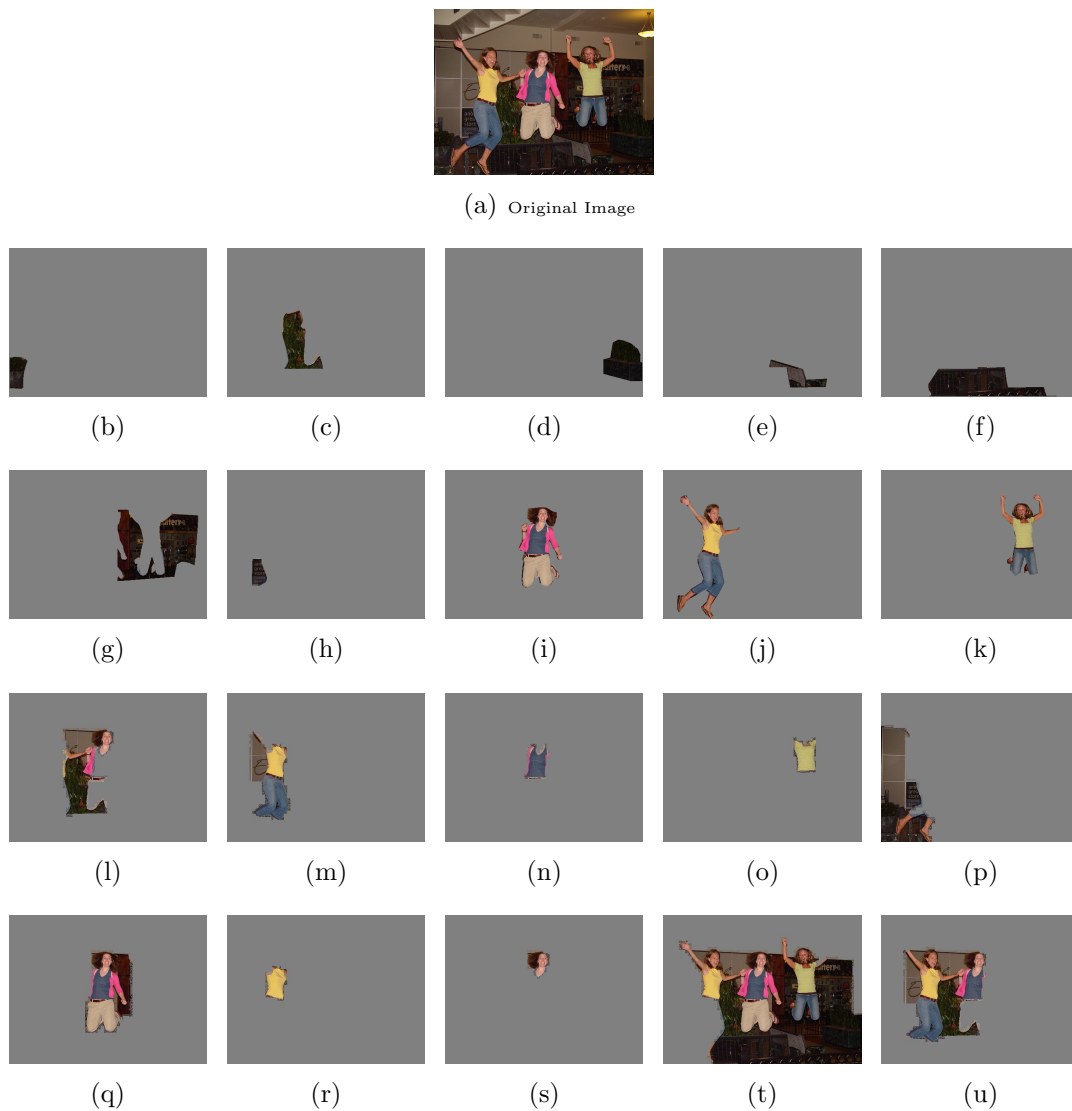 (a) Original Image
(b) (c) (d) (e) (f)
(g) (h) (i) (j) (k)
(l) (m) (n) (o) (p)
(q) (r) (s) (t) (u)